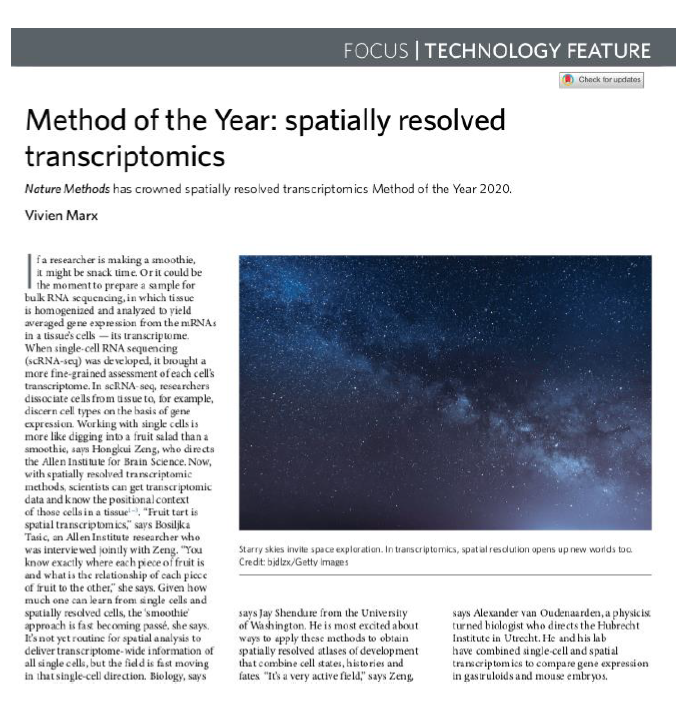 FOCUS | TECHNOLOGY FEATURE
Check for updates
Method of the Year: spatially resolved
transcriptomics
Nature Methods has crowned spatially resolved transcriptomics Method of the Year 2020.
Vivien Marx
If a researcher is making a smoothie,
it might be snack time. Or it could be
the moment to prepare a sample for
bulk RNA sequencing, in which tissue
is homogenized and analyzed to yield
averaged gene expression from the mRNAs
in a tissue's cells — its transcriptome.
When single-cell RNA sequencing
(scRNA-seq) was developed, it brought a
more fine-grained assessment of each cell's
transcriptome. In scRNA-seq, researchers
dissociate cells from tissue to, for example,
discern cell types on the basis of gene
expression. Working with single cells is
more like digging into a fruit salad than a
smoothie, says Hongkui Zeng, who directs
the Allen Institute for Brain Science. Now,
with spatially resolved transcriptomic
methods, scientists can get transcriptomic
data and know the positional context
of those cells in a tissue. “Fruit tart is
spatial transcriptomics,” says Bosiljka
Tasic, an Allen Institute researcher who
was interviewed jointly with Zeng. “You
know exactly where each piece of fruit is
and what is the relationship of each piece
of fruit to the other,” she says. Given how
much one can learn from single cells and
spatially resolved cells, the ‘smoothie’
approach is fast becoming passé, she says.
It's not yet routine for spatial analysis to
deliver transcriptome-wide information of
all single cells, but the field is fast moving
in that single-cell direction. Biology, says
Starry skies invite space exploration. In transcriptomics, spatial resolution opens up new worlds too.
Credit: bjdlzx/Getty Images
says Jay Shendure from the University
of Washington. He is most excited about
ways to apply these methods to obtain
spatially resolved atlases of development
that combine cell states, histories and
fates. “It's a very active field,” says Zeng,
says Alexander van Oudenaarden, a physicist
turned biologist who directs the Hubrecht
Institute in Utrecht. He and his lab
have combined single-cell and spatial
transcriptomics to compare gene expression
in gastruloids and mouse embryos.